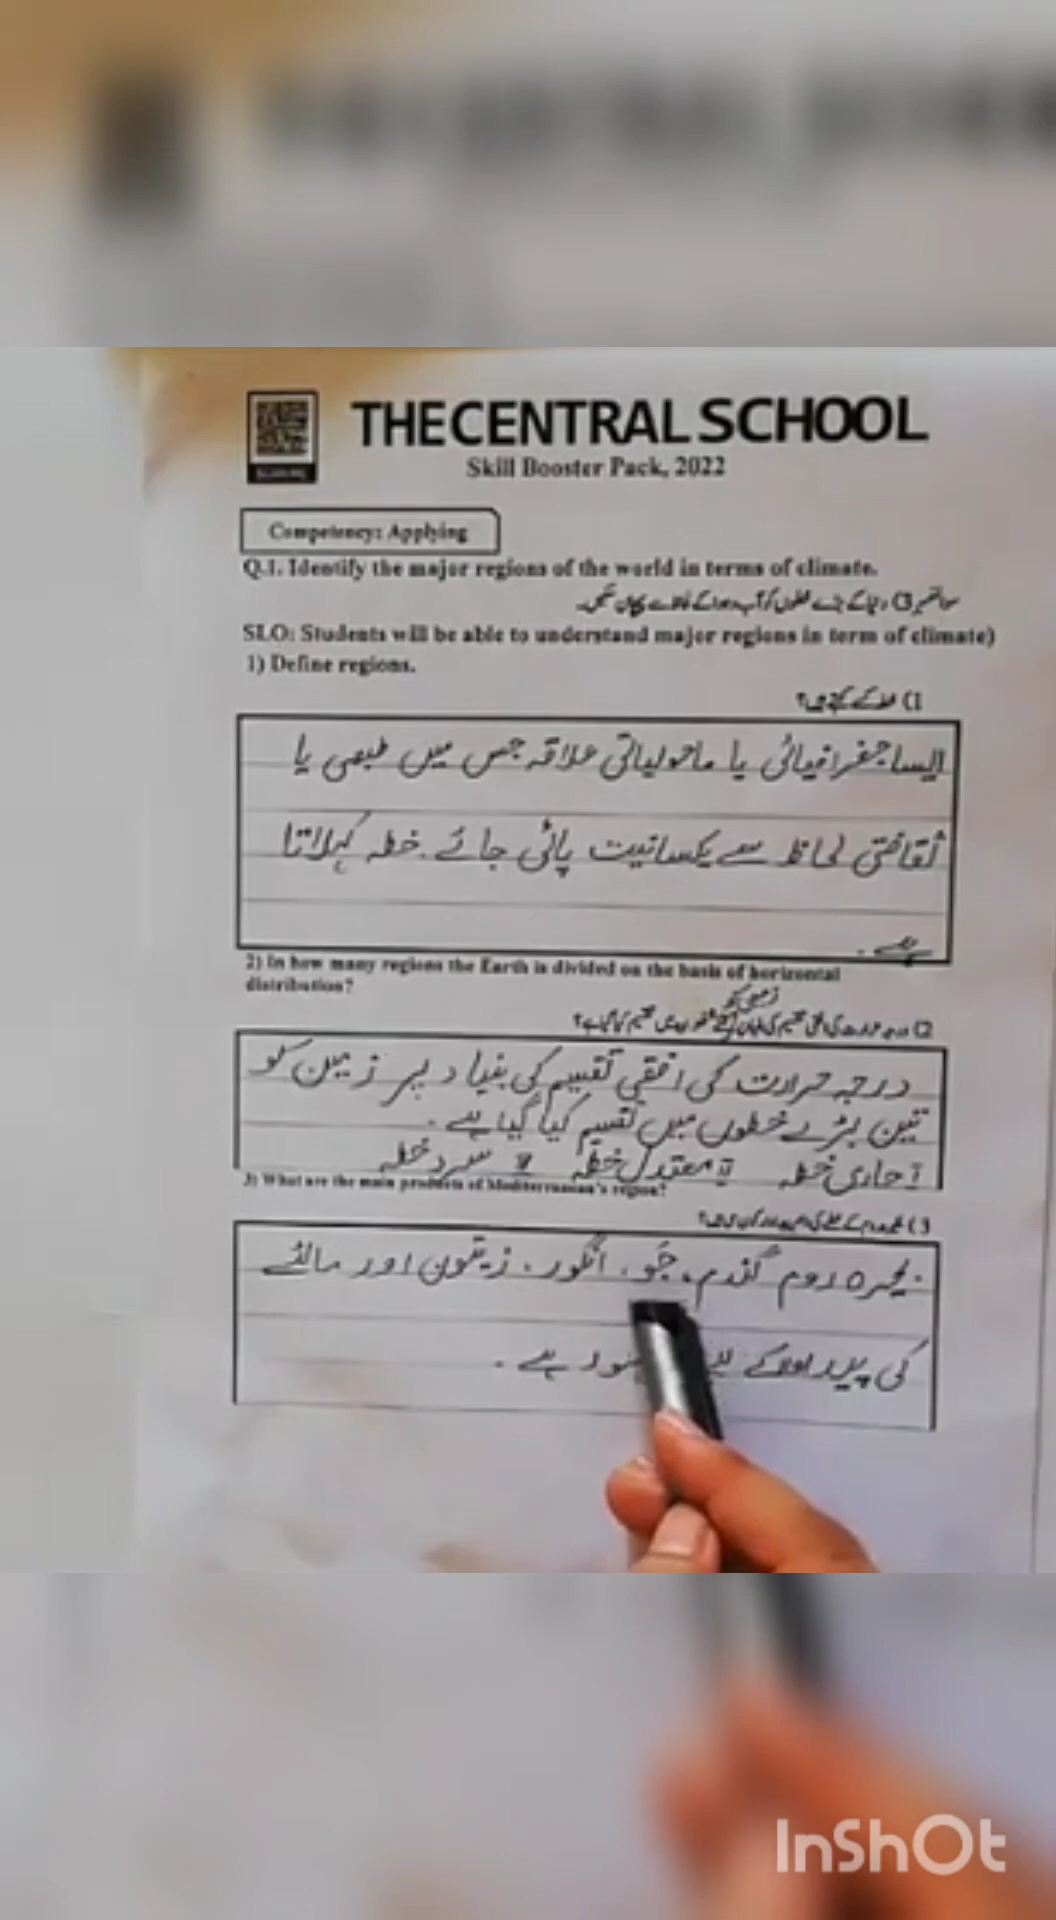 THE CENTRAL SCHOOL
Skill Booster Pack, 2022
Competency: Applying
Q.1. Identify the major regions of the world in terms of climate.
SLO: Students will be able to understand major regions in term of climate)
1) Define regions.
ایسا جغرافیائی یا ماحولیاتی علاقہ جس میں طبعی یا
ثقافتی لحاظ سے یکسانیت پائی جائے۔ خطہ کہلاتا
ہے۔
2) In how many regions the Earth is divided on the basis of horizontal
distribution?
درجہ حرارت کی افقی تقسیم کی بنیاد پر زمین کو
تین بڑے خطوں میں تقسیم کیا گیا ہے۔
حاری خطہ معتدل خطہ سرد خطہ
3) What are the main products of Mediterranean's region?
بحیرہ روم گندم، جَو، انگور، زیتون اور مالٹے
کی ہے۔
InShOt